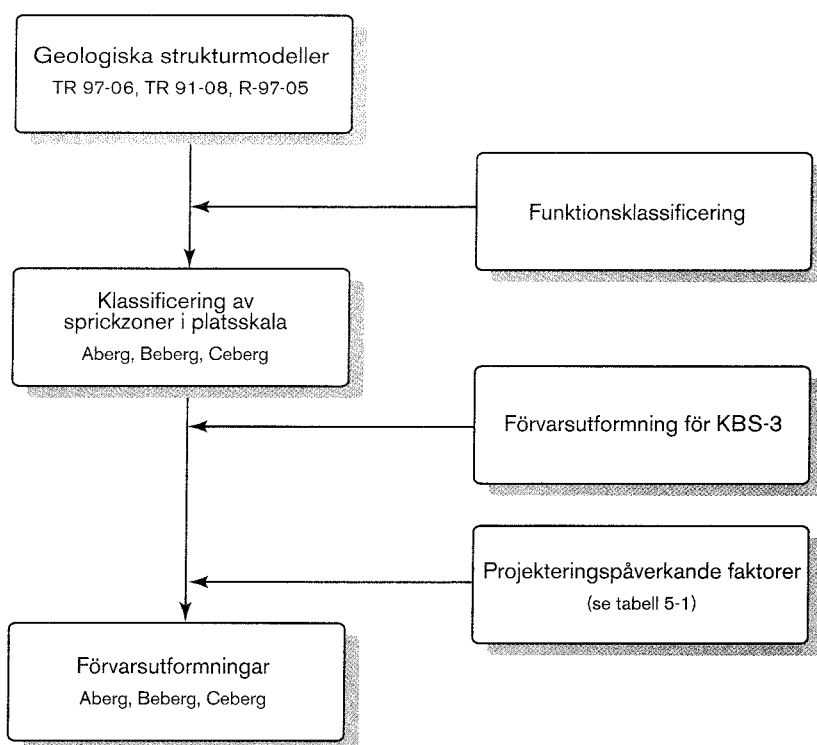 Geologiska strukturmodeller
TR 97-06, TR 91-08, R-97-05
Funktionsklassificering
Klassificering av
sprickzoner i platsskala
Aberg, Beberg, Ceberg
Förvarsutformning för KBS-3
Projekteringspåverkande faktorer
(se tabell 5-1)
Förvarsutformningar
Aberg, Beberg, Ceberg